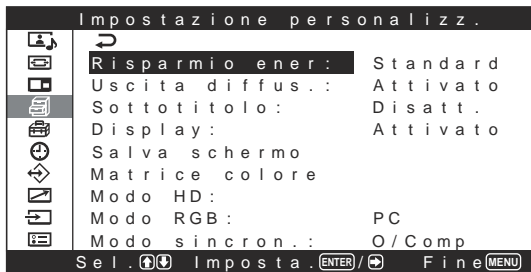 Impostazione personalizz.
Risparmio ener: Standard
Uscita diffus.: Attivato
Sottotitolo: Disatt.
Display: Attivato
Salva schermo
Matrice colore
Modo HD:
Modo RGB: PC
Modo sincron.: O/Comp
Sel. Imposta. ENTER / Fine MENU